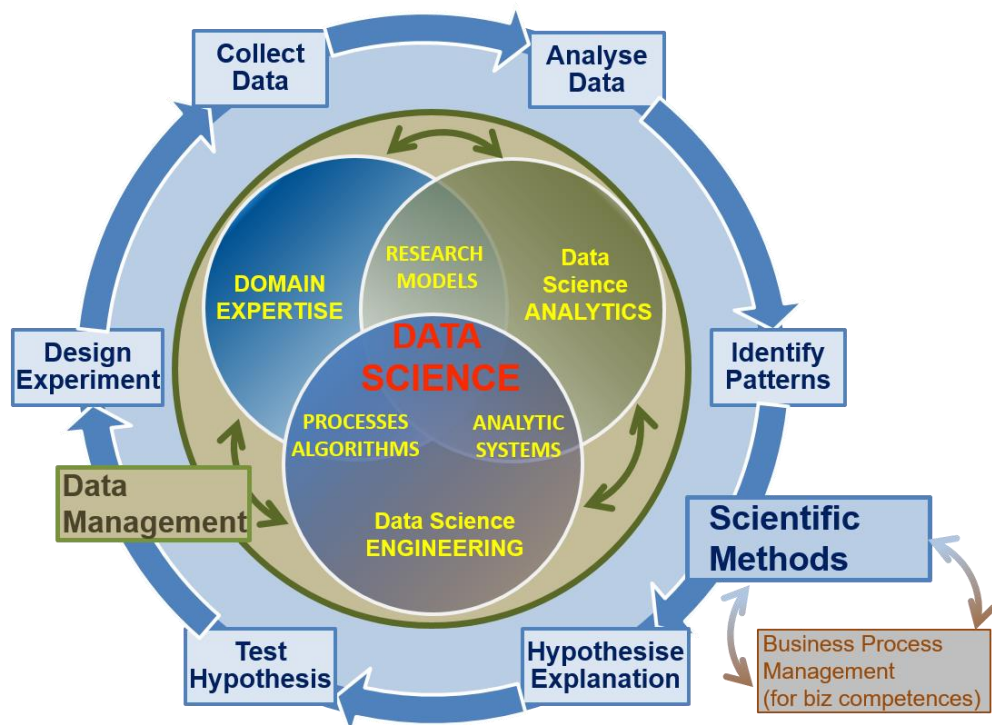 Collect
Data
Analyse
Data
RESEARCH
MODELS
DOMAIN
EXPERTISE
Data
Science
ANALYTICS
DATA
SCIENCE
Design
Experiment
Identify
Patterns
PROCESSES
ALGORITHMS
ANALYTIC
SYSTEMS
Data
Management
Data Science
ENGINEERING
Scientific
Methods
Test
Hypothesis
Hypothesise
Explanation
Business Process
Management
(for biz competences)